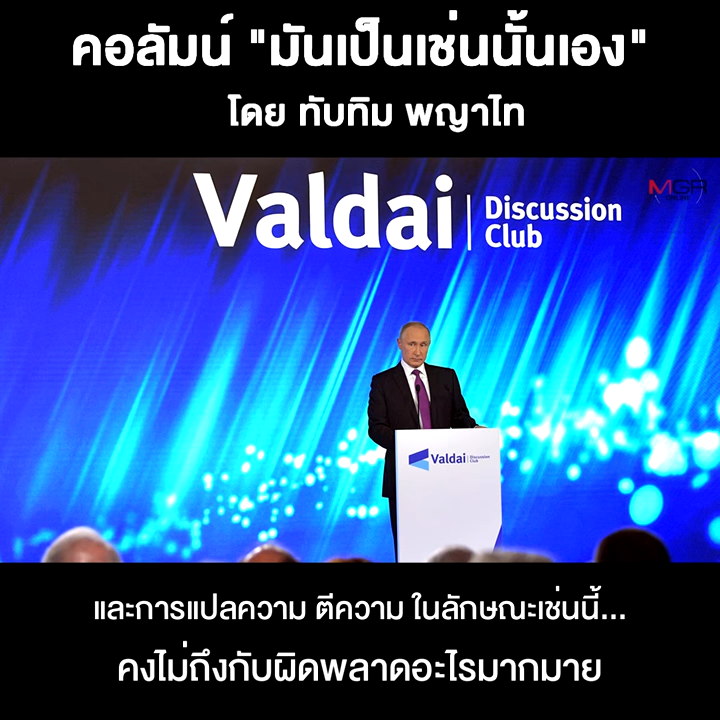 คอลัมน์ "มันเป็นเช่นนั้นเอง"
โดย ทับทิม พญาไท
Valdai
Discussion
Club
MGR
ONLINE
Valdai
Discussion
Club
และการแปลความ ตีความ ในลักษณะเช่นนี้...
คงไม่ถึงกับผิดพลาดอะไรมากมาย